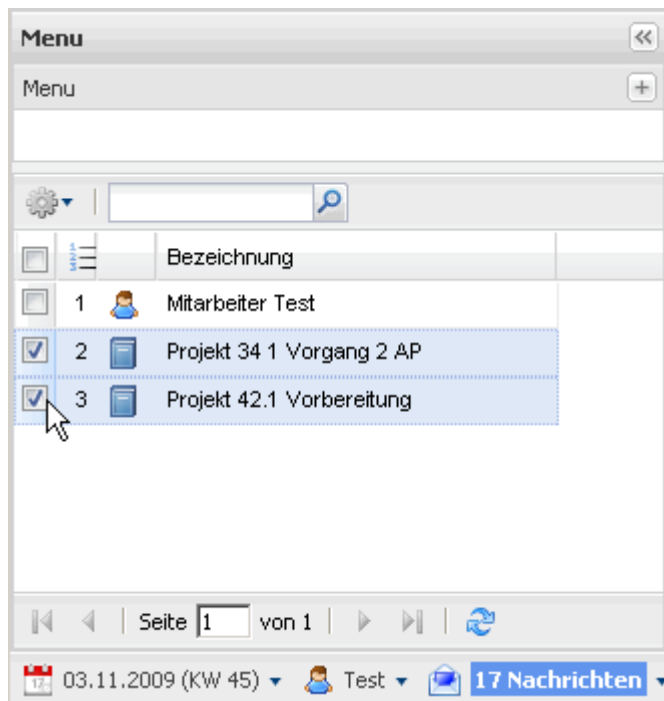 Menu
Menu
Bezeichnung
1 Mitarbeiter Test
2 Projekt 34 1 Vorgang 2 AP
3 Projekt 42.1 Vorbereitung
Seite 1 von 1
03.11.2009 (KW 45) Test 17 Nachrichten